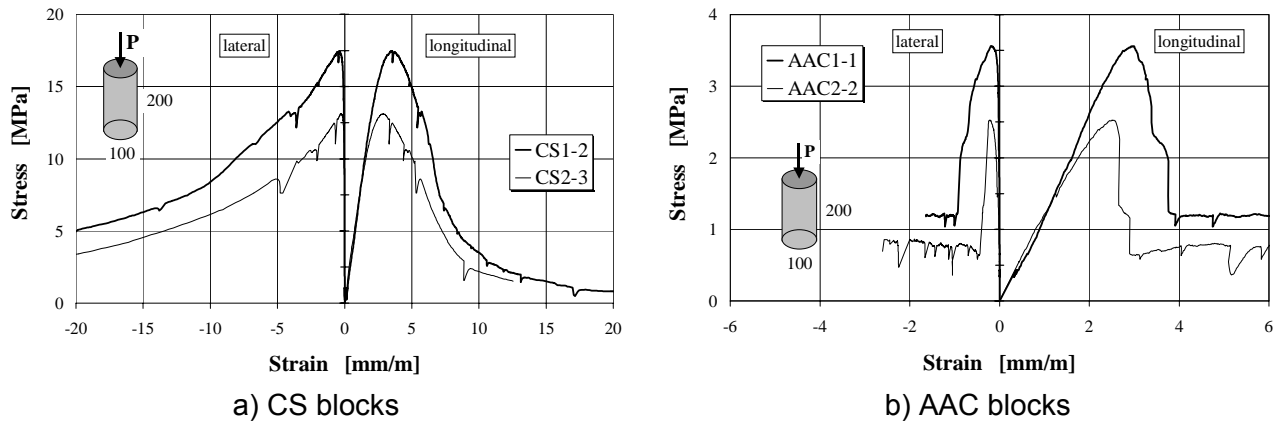 20
15
10
5
0
Stress [MPa]
P
200
100
lateral
longitudinal
CS1-2
CS2-3
-20 -15 -10 -5 0 5 10 15 20
Strain [mm/m]
a) CS blocks
4
3
2
1
0
Stress [MPa]
lateral
longitudinal
AAC1-1
AAC2-2
P
200
100
-6 -4 -2 0 2 4 6
Strain [mm/m]
b) AAC blocks